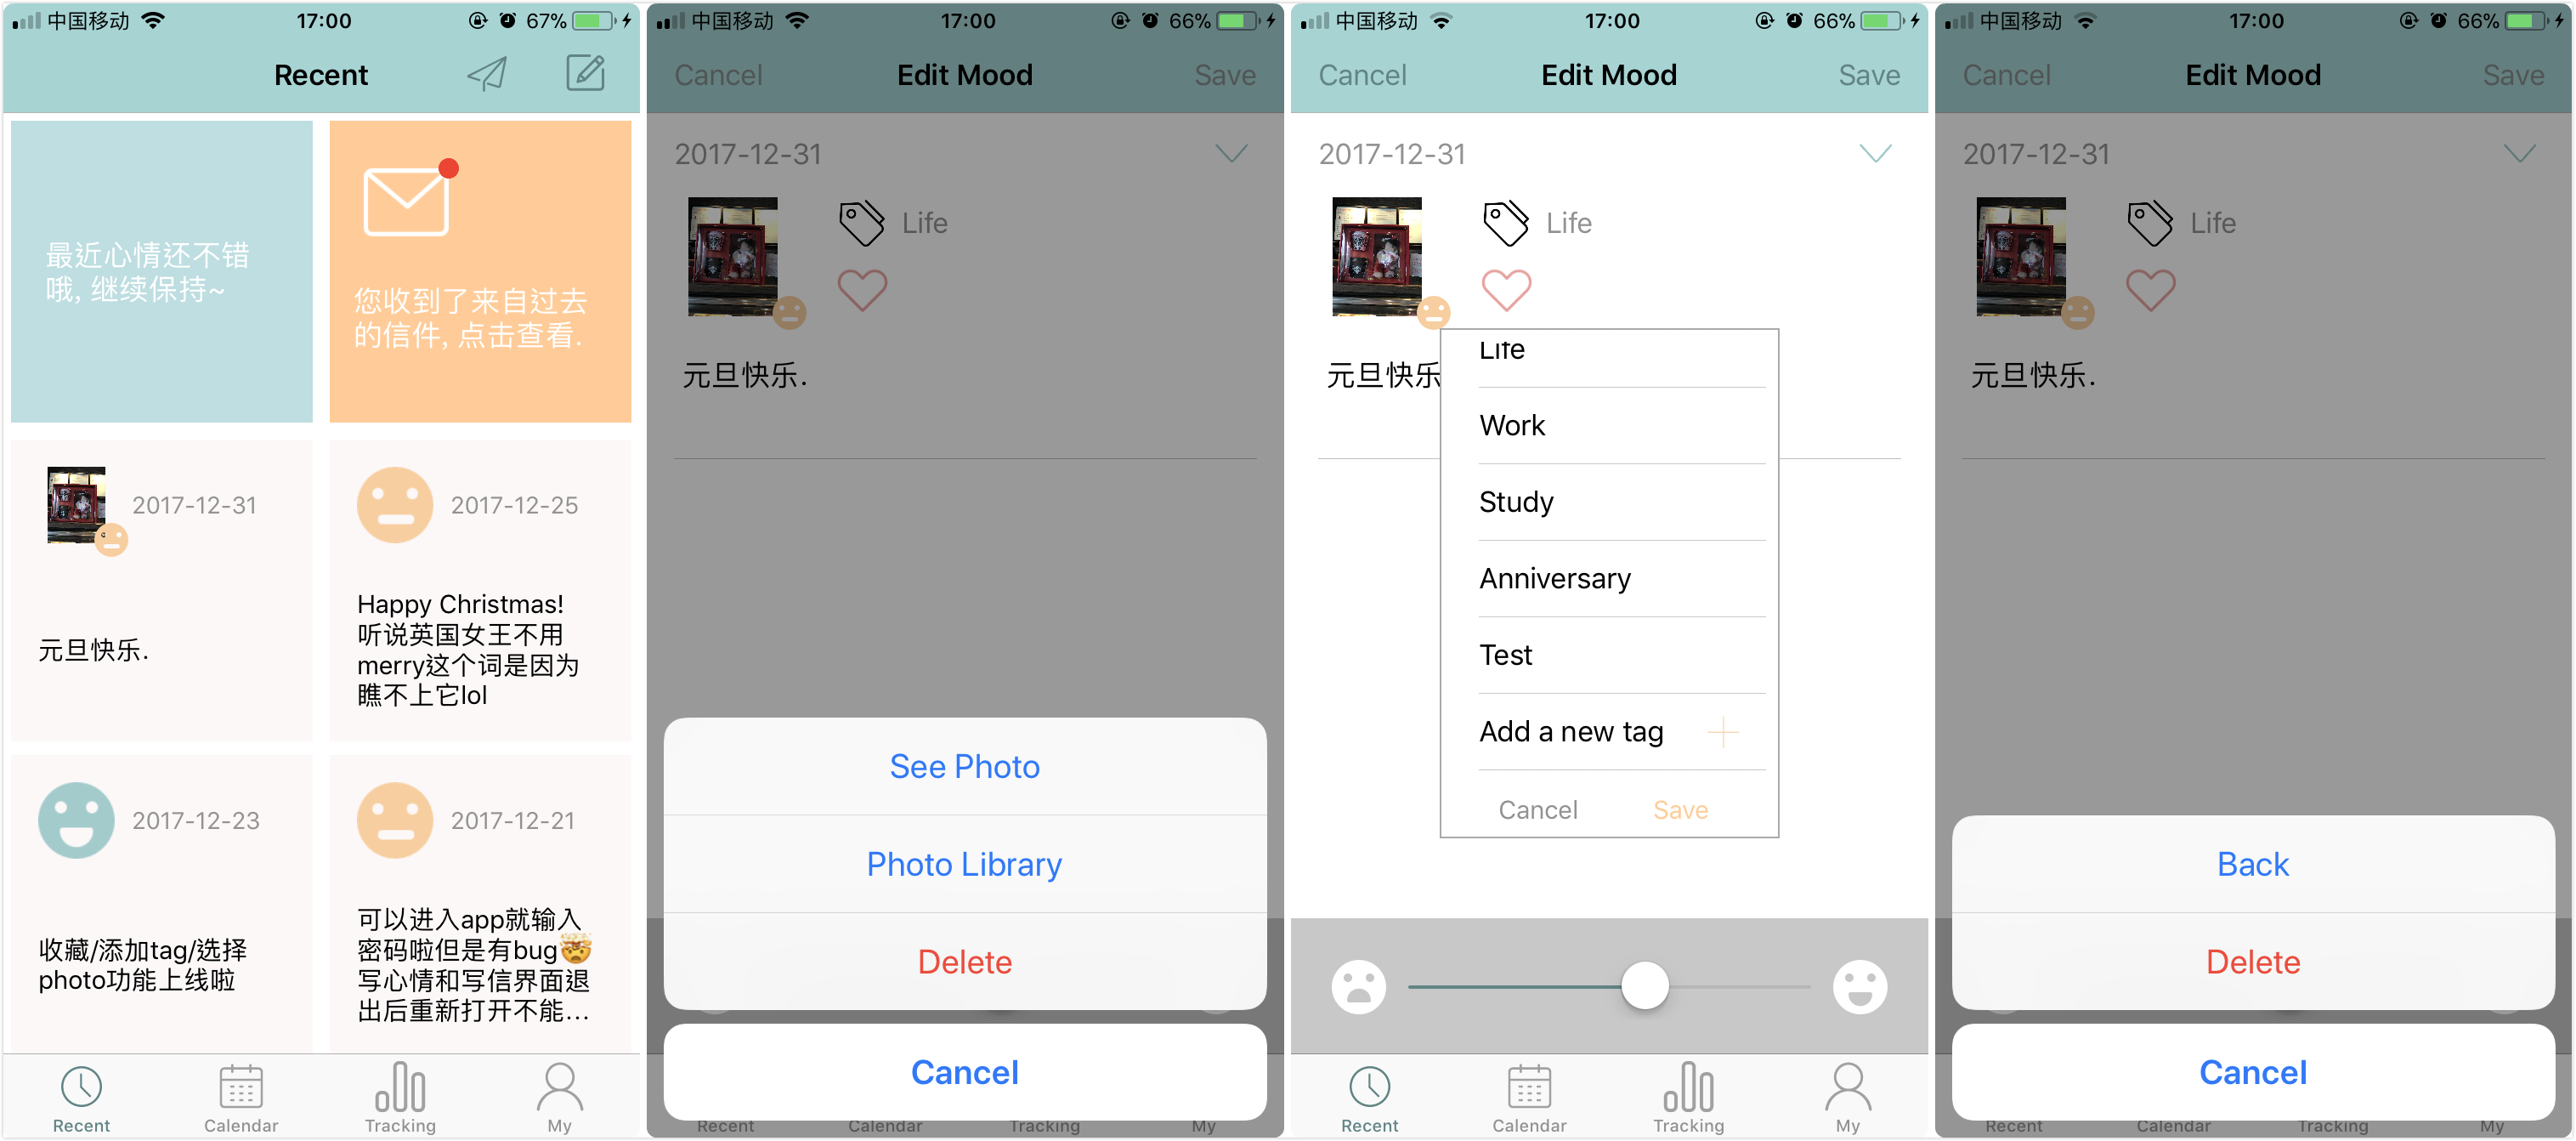 中国移动 17:00 67%
Recent
最近心情还不错
哦, 继续保持~
您收到了来自过去
的信件, 点击查看.
2017-12-31
元旦快乐.
2017-12-25
Happy Christmas!
听说英国女王不用
merry这个词是因为
瞧不上它lol
2017-12-23
收藏/添加tag/选择
photo功能上线啦
2017-12-21
可以进入app就输入
密码啦但是有bug🤯
写心情和写信界面退
出后重新打开不能...
Recent Calendar Tracking My
中国移动 17:00 66%
Cancel Edit Mood Save
2017-12-31
Life
元旦快乐.
See Photo
Photo Library
Delete
Cancel
Recent Calendar Tracking My
中国移动 17:00 66%
Cancel Edit Mood Save
2017-12-31
Life
元旦快乐
Life
Work
Study
Anniversary
Test
Add a new tag
Cancel Save
Recent Calendar Tracking My
中国移动 17:00 66%
Cancel Edit Mood Save
2017-12-31
Life
元旦快乐.
Back
Delete
Cancel
Recent Calendar Tracking My